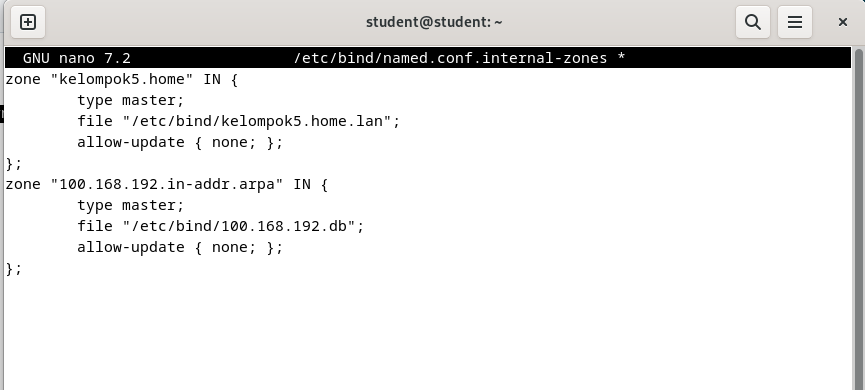 student@student: ~
GNU nano 7.2 /etc/bind/named.conf.internal-zones *
zone "kelompok5.home" IN {
        type master;
        file "/etc/bind/kelompok5.home.lan";
        allow-update { none; };
};
zone "100.168.192.in-addr.arpa" IN {
        type master;
        file "/etc/bind/100.168.192.db";
        allow-update { none; };
};